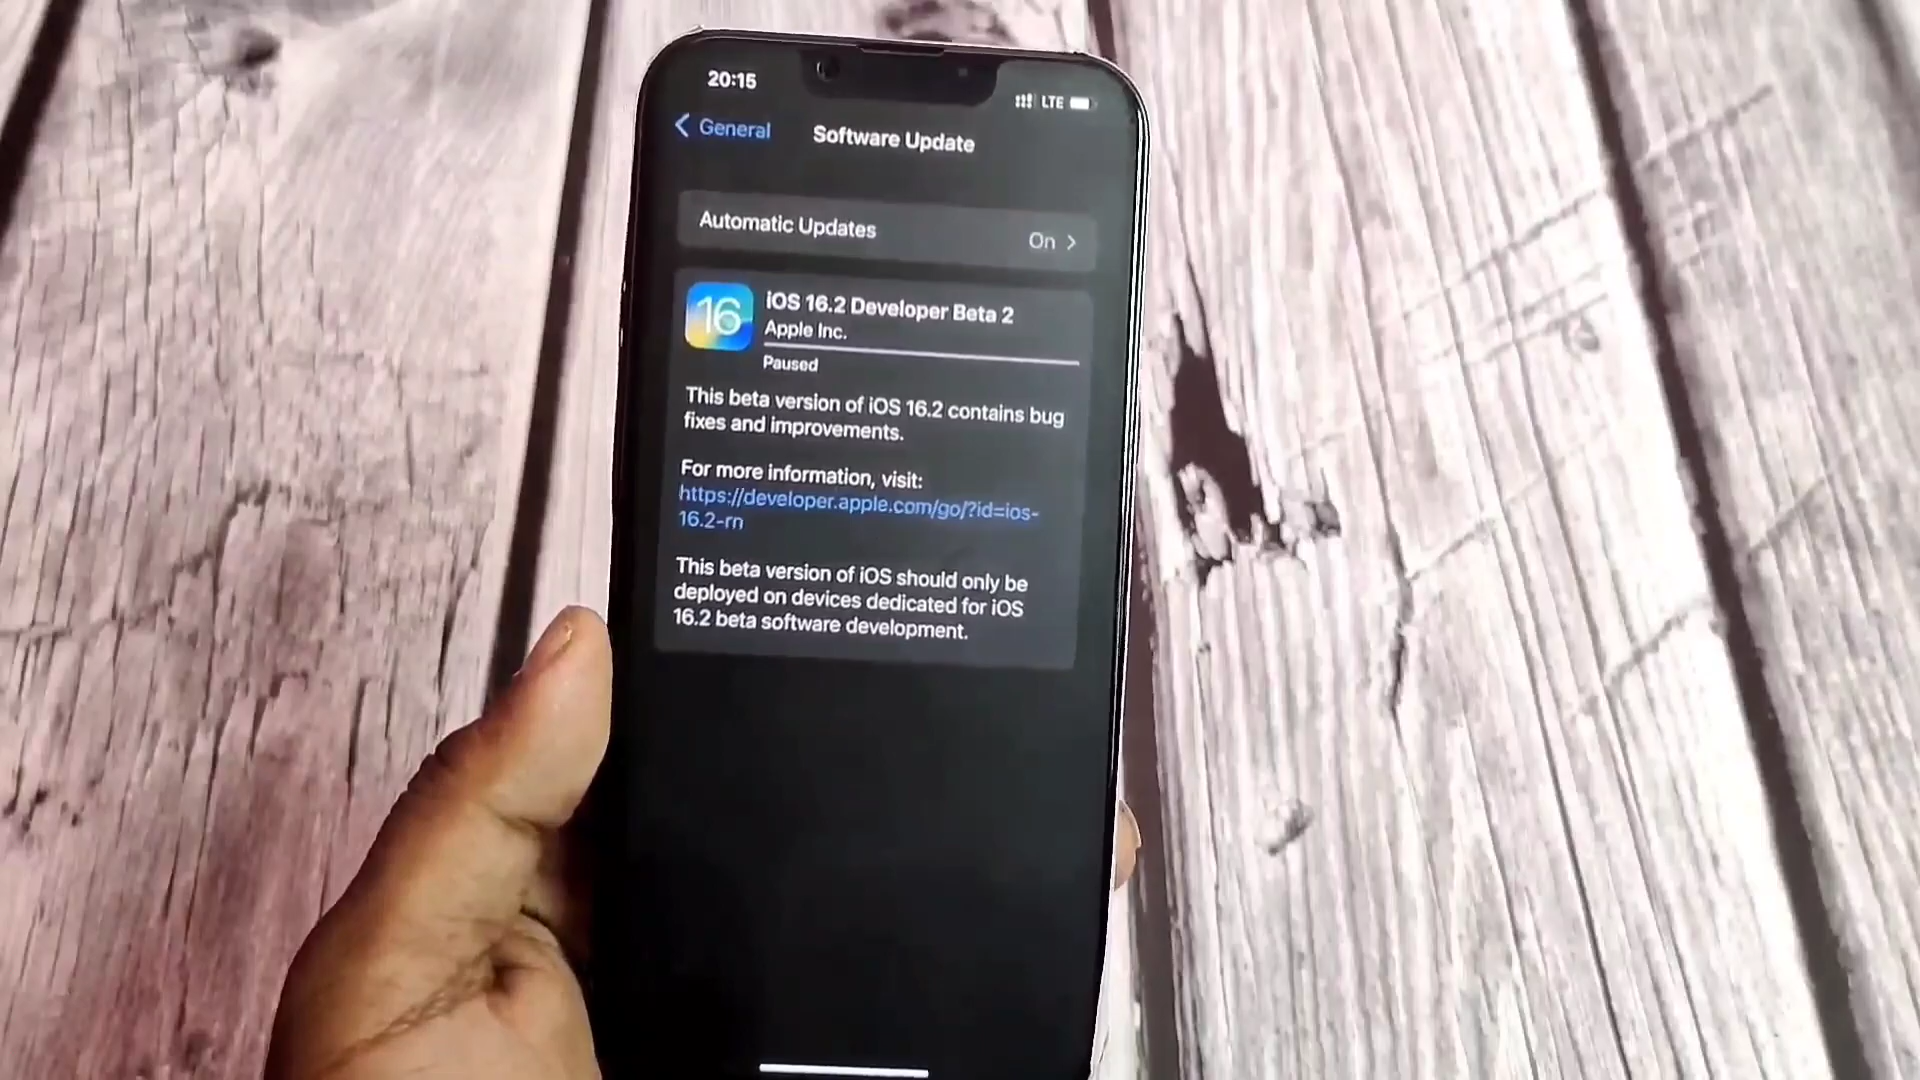 20:15
LTE
General
Software Update
Automatic Updates
On
16
iOS 16.2 Developer Beta 2
Apple Inc.
Paused
This beta version of iOS 16.2 contains bug
fixes and improvements.
For more information, visit:
https://developer.apple.com/go/?id=ios-
16.2-rn
This beta version of iOS should only be
deployed on devices dedicated for iOS
16.2 beta software development.